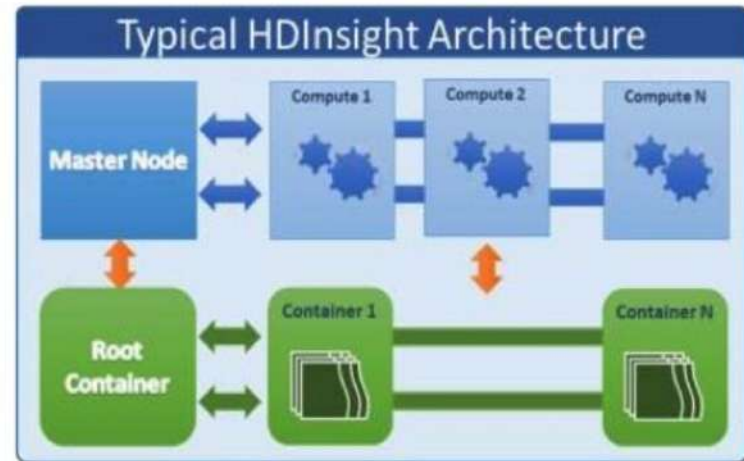 Typical HDInsight Architecture
Master Node
Compute 1
Compute 2
Compute N
Root
Container
Container 1
Container N